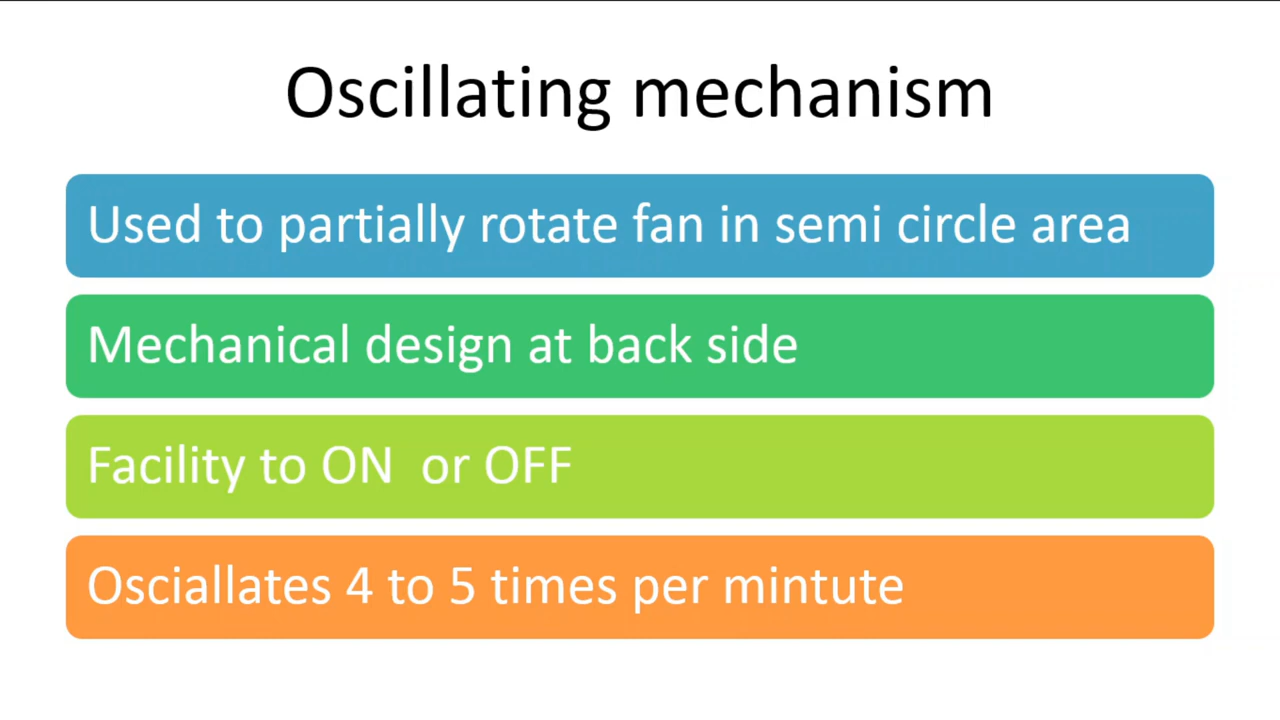 Oscillating mechanism
Used to partially rotate fan in semi circle area
Mechanical design at back side
Facility to ON  or OFF
Osciallates 4 to 5 times per mintute